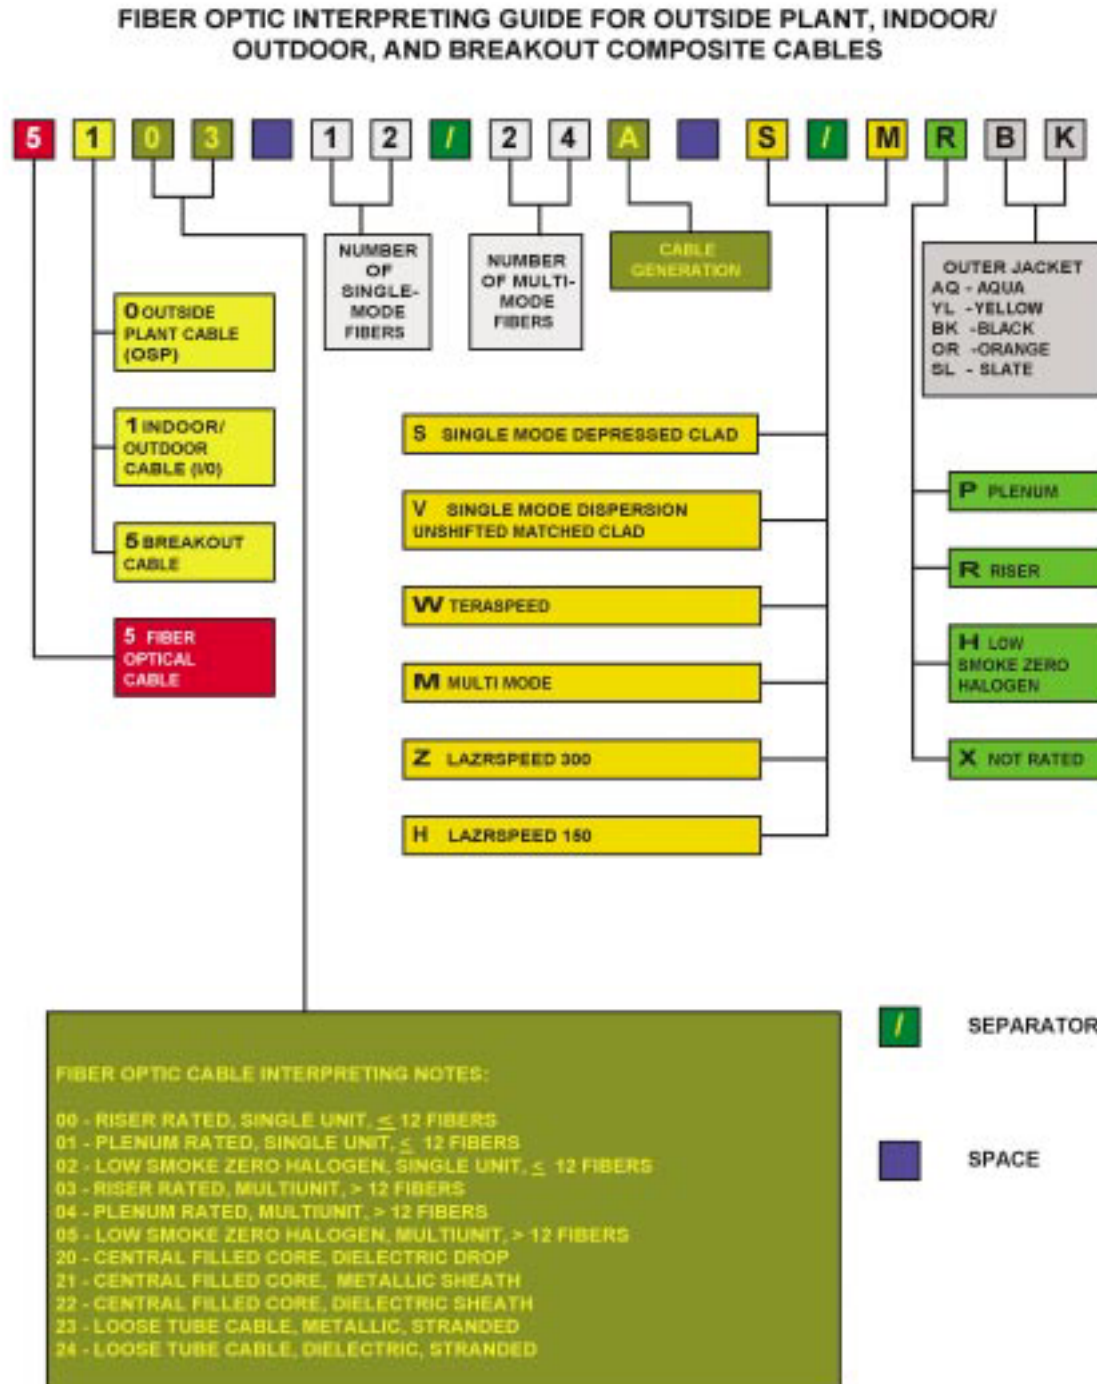 FIBER OPTIC INTERPRETING GUIDE FOR OUTSIDE PLANT, INDOOR/
OUTDOOR, AND BREAKOUT COMPOSITE CABLES
5 1 0 3 1 2 / 2 4 A S / M R B K
NUMBER
OF
SINGLE-
MODE
FIBERS
NUMBER
OF MULTI-
MODE
FIBERS
CABLE
GENERATION
OUTER JACKET
AQ - AQUA
YL -YELLOW
BK -BLACK
OR -ORANGE
SL - SLATE
0 OUTSIDE
PLANT CABLE
(OSP)
1 INDOOR/
OUTDOOR
CABLE (I/0)
5 BREAKOUT
CABLE
5 FIBER
OPTICAL
CABLE
S SINGLE MODE DEPRESSED CLAD
V SINGLE MODE DISPERSION
UNSHIFTED MATCHED CLAD
W TERASPEED
M MULTI MODE
Z LAZRSPEED 300
H LAZRSPEED 150
P PLENUM
R RISER
H LOW
SMOKE ZERO
HALOGEN
X NOT RATED
FIBER OPTIC CABLE INTERPRETING NOTES:
00 - RISER RATED, SINGLE UNIT, ≤ 12 FIBERS
01 - PLENUM RATED, SINGLE UNIT, ≤ 12 FIBERS
02 - LOW SMOKE ZERO HALOGEN, SINGLE UNIT, ≤ 12 FIBERS
03 - RISER RATED, MULTIUNIT, > 12 FIBERS
04 - PLENUM RATED, MULTIUNIT, > 12 FIBERS
05 - LOW SMOKE ZERO HALOGEN, MULTIUNIT, > 12 FIBERS
20 - CENTRAL FILLED CORE, DIELECTRIC DROP
21 - CENTRAL FILLED CORE, METALLIC SHEATH
22 - CENTRAL FILLED CORE, DIELECTRIC SHEATH
23 - LOOSE TUBE CABLE, METALLIC, STRANDED
24 - LOOSE TUBE CABLE, DIELECTRIC, STRANDED
/ SEPARATOR
SPACE